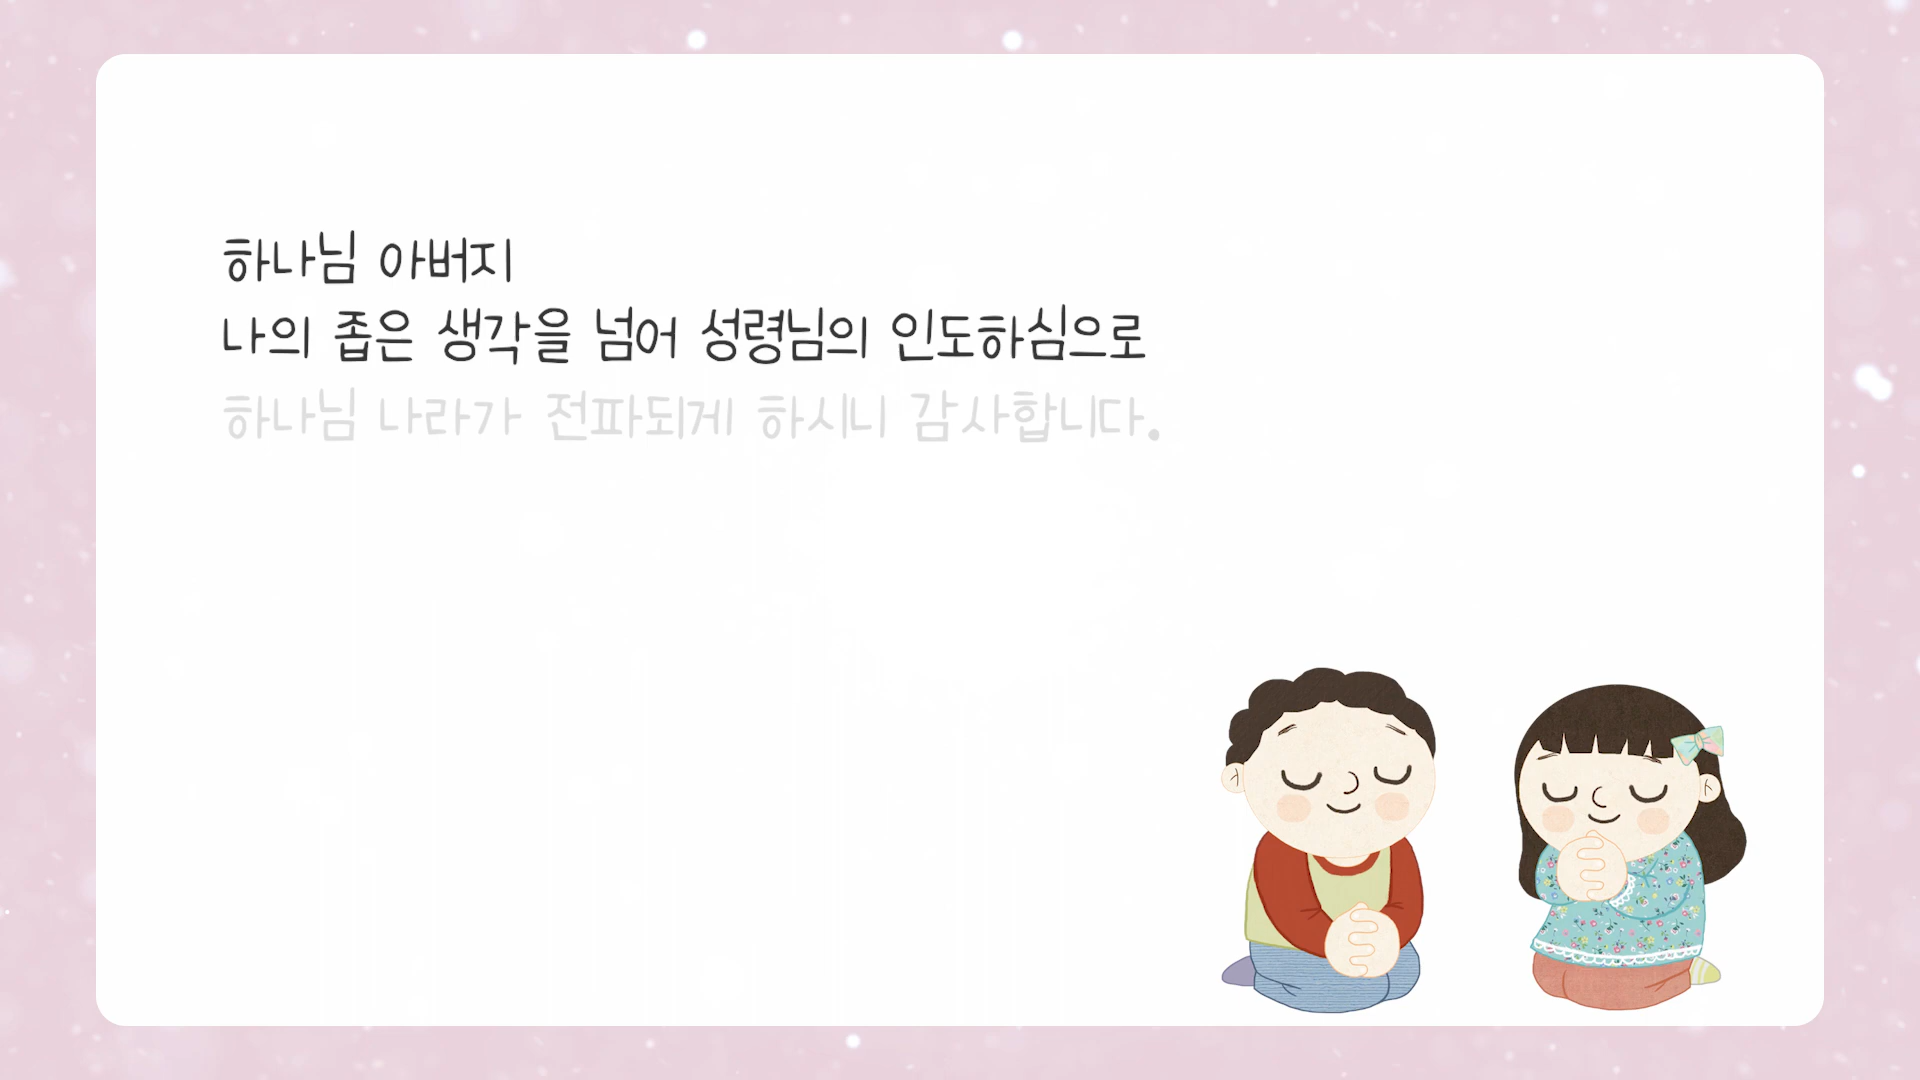 하나님 아버지
나의 좁은 생각을 넘어 성령님의 인도하심으로
하나님 나라가 전파되게 하시니 감사합니다.